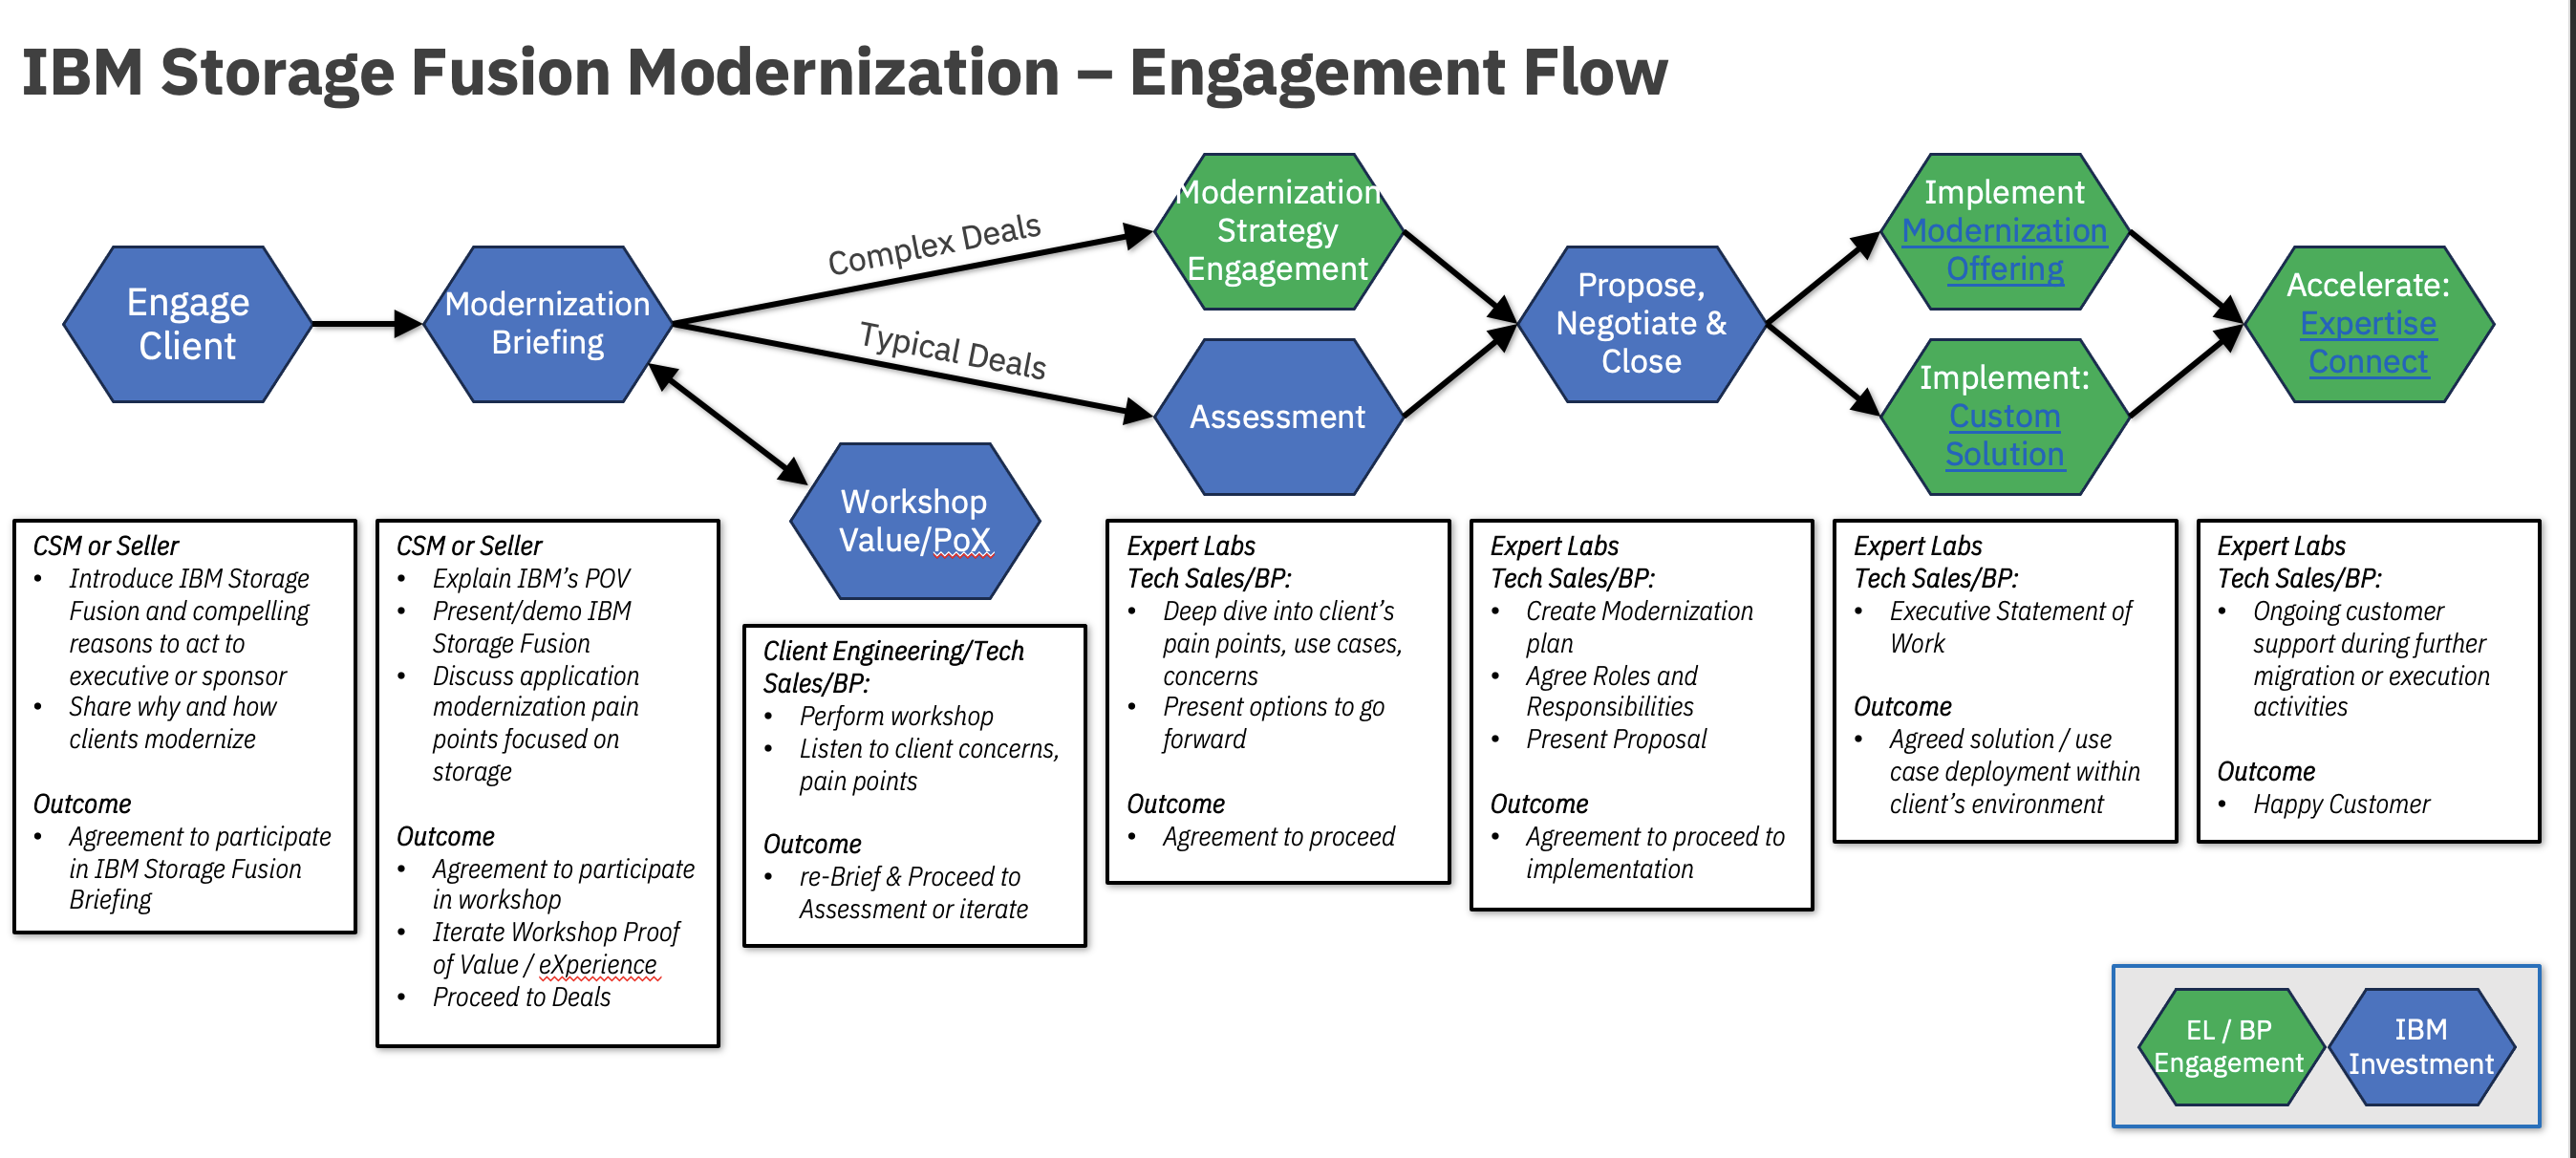 IBM Storage Fusion Modernization – Engagement Flow
Engage
Client
Modernization
Briefing
Complex Deals
Typical Deals
Workshop
Value/PoX
Modernization
Strategy
Engagement
Assessment
Propose,
Negotiate &
Close
Implement
Modernization
Offering
Implement:
Custom
Solution
Accelerate:
Expertise
Connect
CSM or Seller
• Introduce IBM Storage
Fusion and compelling
reasons to act to
executive or sponsor
• Share why and how
clients modernize
Outcome
• Agreement to participate
in IBM Storage Fusion
Briefing
CSM or Seller
• Explain IBM’s POV
• Present/demo IBM
Storage Fusion
• Discuss application
modernization pain
points focused on
storage
Outcome
• Agreement to participate
in workshop
• Iterate Workshop Proof
of Value / eXperience
• Proceed to Deals
Client Engineering/Tech
Sales/BP:
• Perform workshop
• Listen to client concerns,
pain points
Outcome
• re-Brief & Proceed to
Assessment or iterate
Expert Labs
Tech Sales/BP:
• Deep dive into client’s
pain points, use cases,
concerns
• Present options to go
forward
Outcome
• Agreement to proceed
Expert Labs
Tech Sales/BP:
• Create Modernization
plan
• Agree Roles and
Responsibilities
• Present Proposal
Outcome
• Agreement to proceed to
implementation
Expert Labs
Tech Sales/BP:
• Executive Statement of
Work
Outcome
• Agreed solution / use
case deployment within
client’s environment
Expert Labs
Tech Sales/BP:
• Ongoing customer
support during further
migration or execution
activities
Outcome
• Happy Customer
EL / BP
Engagement
IBM
Investment